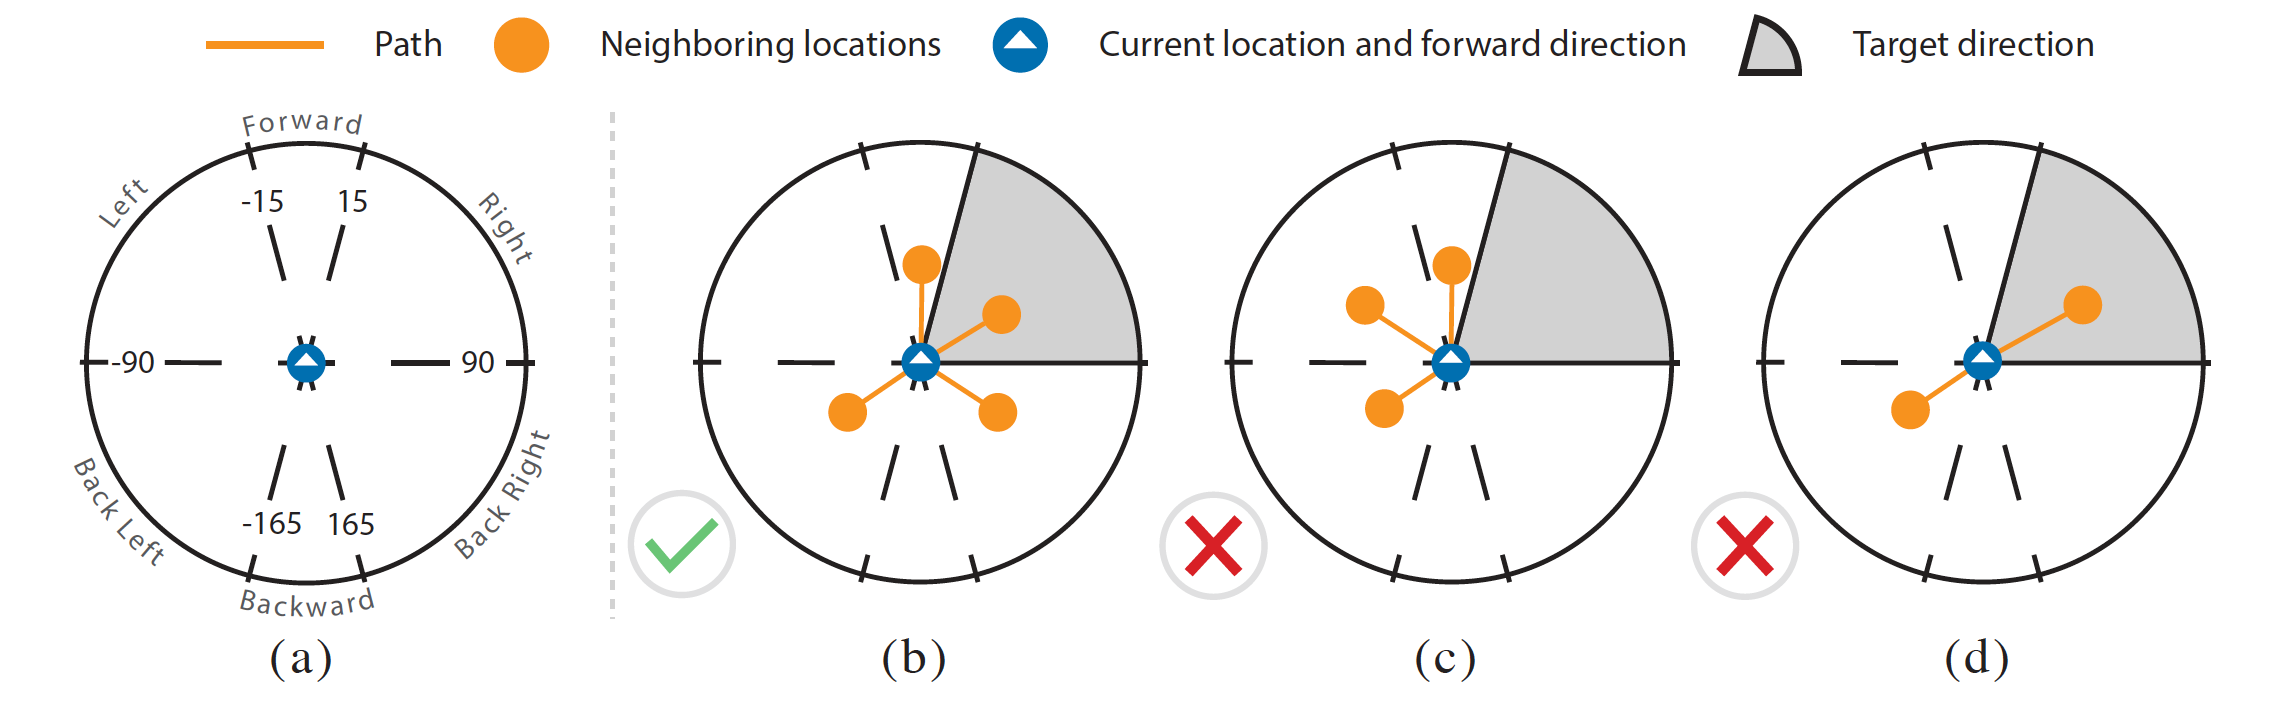 Path Neighboring locations Current location and forward direction Target direction
Forward
Left
Right
-15 15
-90 90
Back Left
Back Right
-165 165
Backward
(a) (b) (c) (d)